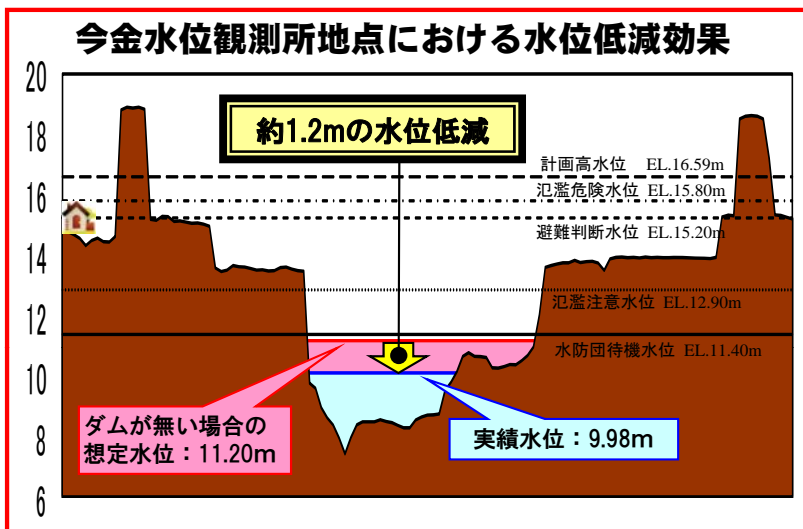 今金水位観測所地点における水位低減効果
20
18
16
14
12
10
8
6
約1.2mの水位低減
計画高水位 EL.16.59m
氾濫危険水位 EL.15.80m
避難判断水位 EL.15.20m
氾濫注意水位 EL.12.90m
水防団待機水位 EL.11.40m
ダムが無い場合の
想定水位：11.20m
実績水位：9.98m